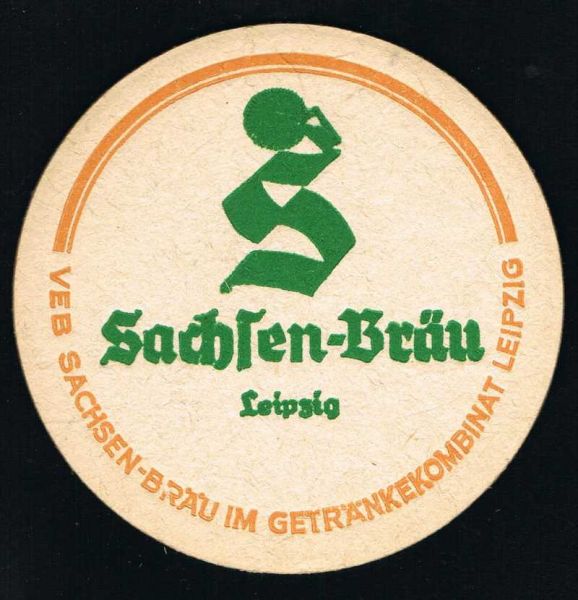 S
Sachsen-Bräu
Leipzig
VEB SACHSEN-BRÄU IM GETRÄNKEKOMBINAT LEIPZIG